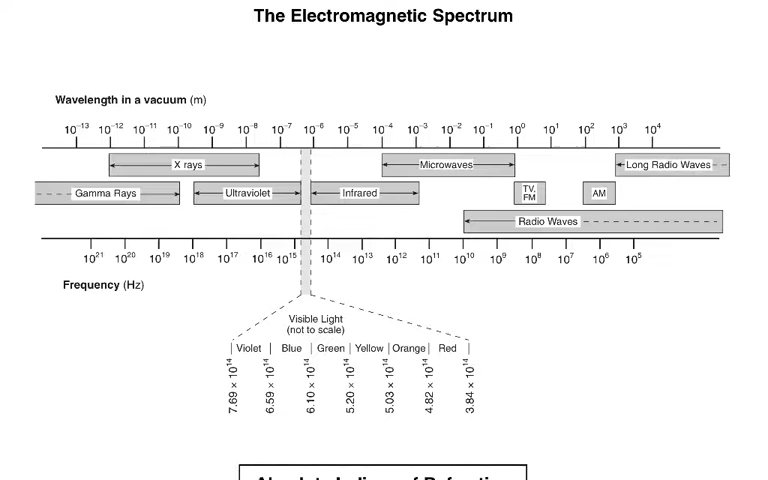 The Electromagnetic Spectrum
Wavelength in a vacuum (m)
10⁻¹³ 10⁻¹² 10⁻¹¹ 10⁻¹⁰ 10⁻⁹ 10⁻⁸ 10⁻⁷ 10⁻⁶ 10⁻⁵ 10⁻⁴ 10⁻³ 10⁻² 10⁻¹ 10⁰ 10¹ 10² 10³ 10⁴
X rays Microwaves Long Radio Waves
Gamma Rays Ultraviolet Infrared TV, FM AM
Radio Waves
10²¹ 10²⁰ 10¹⁹ 10¹⁸ 10¹⁷ 10¹⁶ 10¹⁵ 10¹⁴ 10¹³ 10¹² 10¹¹ 10¹⁰ 10⁹ 10⁸ 10⁷ 10⁶ 10⁵
Frequency (Hz)
Visible Light
(not to scale)
Violet Blue Green Yellow Orange Red
7.69 × 10¹⁴ 6.59 × 10¹⁴ 6.10 × 10¹⁴ 5.20 × 10¹⁴ 5.03 × 10¹⁴ 4.82 × 10¹⁴ 3.84 × 10¹⁴